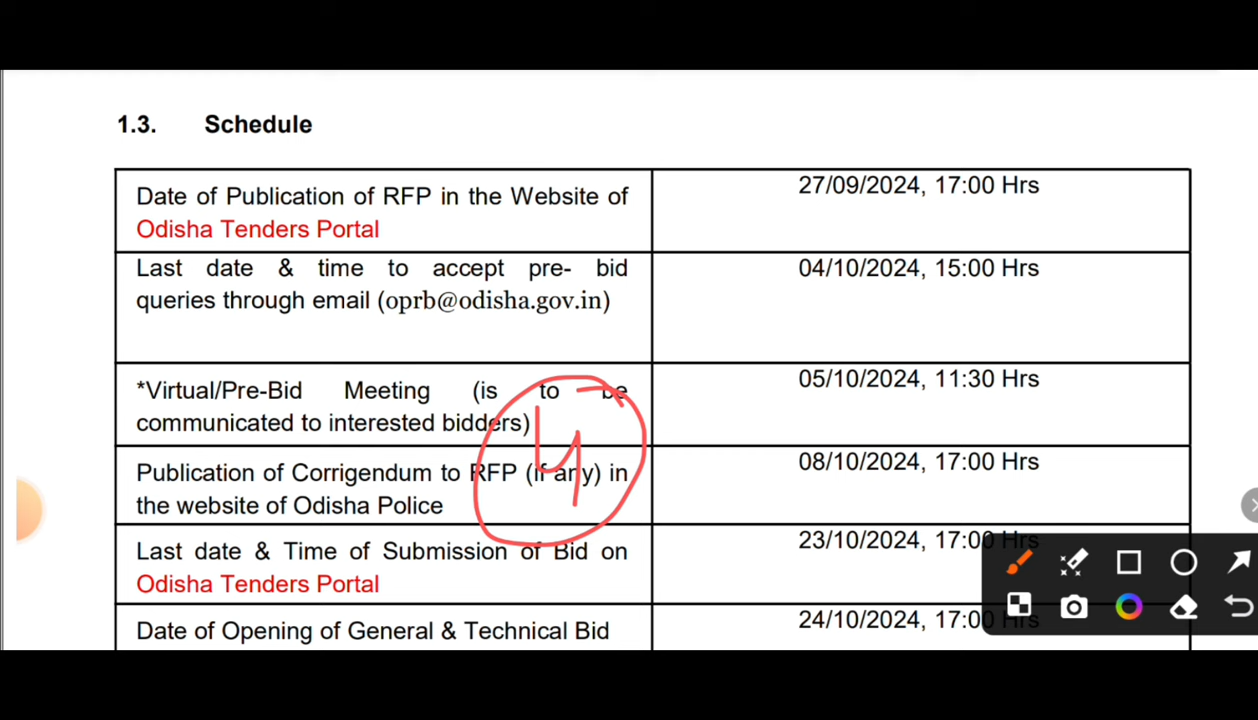 1.3. Schedule
Date of Publication of RFP in the Website of
Odisha Tenders Portal
27/09/2024, 17:00 Hrs
Last date & time to accept pre- bid
queries through email (oprb@odisha.gov.in)
04/10/2024, 15:00 Hrs
*Virtual/Pre-Bid Meeting (is to be
communicated to interested bidders)
05/10/2024, 11:30 Hrs
Publication of Corrigendum to RFP (if any) in
the website of Odisha Police
08/10/2024, 17:00 Hrs
4
Last date & Time of Submission of Bid on
Odisha Tenders Portal
23/10/2024, 17:00 Hrs
Date of Opening of General & Technical Bid
24/10/2024, 17:00 Hrs